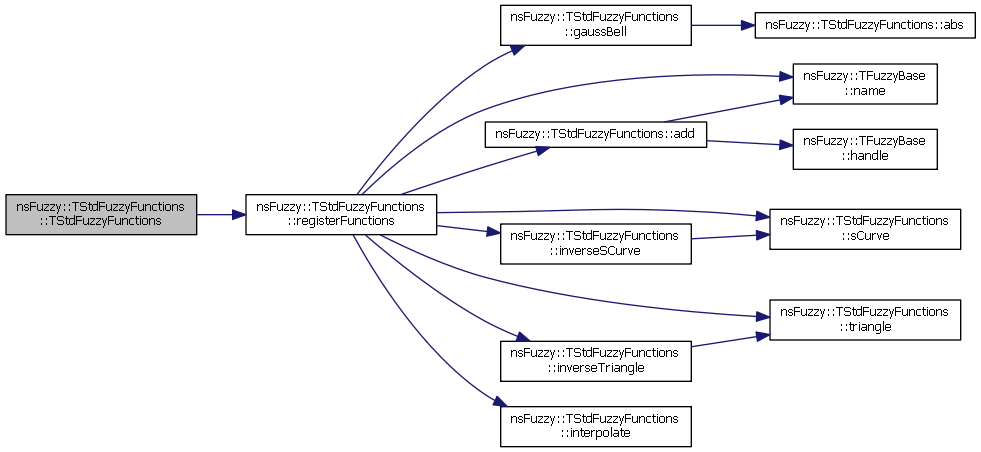 nsFuzzy::TStdFuzzyFunctions
::TStdFuzzyFunctions
nsFuzzy::TStdFuzzyFunctions
::registerFunctions
nsFuzzy::TStdFuzzyFunctions
::gaussBell
nsFuzzy::TStdFuzzyFunctions::abs
nsFuzzy::TFuzzyBase
::name
nsFuzzy::TStdFuzzyFunctions::add
nsFuzzy::TFuzzyBase
::handle
nsFuzzy::TStdFuzzyFunctions
::sCurve
nsFuzzy::TStdFuzzyFunctions
::inverseSCurve
nsFuzzy::TStdFuzzyFunctions
::triangle
nsFuzzy::TStdFuzzyFunctions
::inverseTriangle
nsFuzzy::TStdFuzzyFunctions
::interpolate